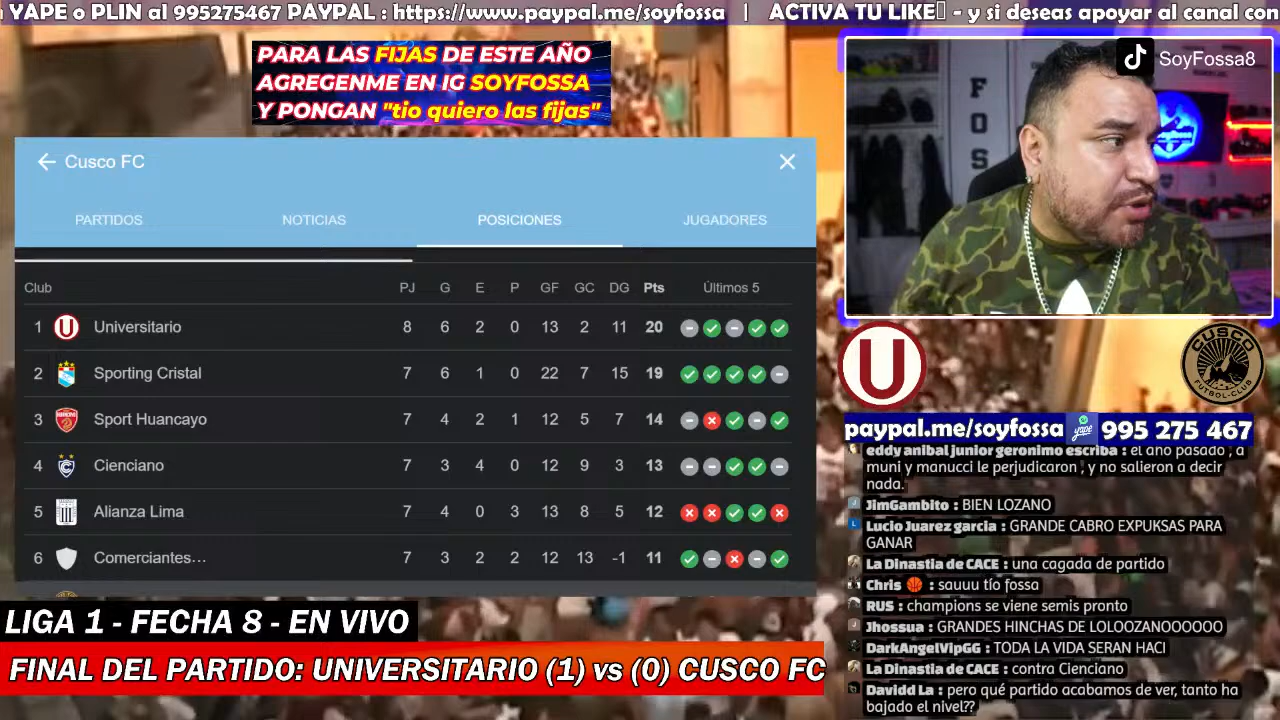 YAPE o PLIN al 995275467 PAYPAL : https://www.paypal.me/soyfossa | ACTIVA TU LIKE - y si deseas apoyar al canal con
PARA LAS FIJAS DE ESTE AÑO
AGREGENME EN IG SOYFOSSA
Y PONGAN "tio quiero las fijas"
SoyFossa8
FOS
Cusco FC
PARTIDOS NOTICIAS POSICIONES JUGADORES
Club PJ G E P GF GC DG Pts Últimos 5
1 Universitario 8 6 2 0 13 2 11 20
2 Sporting Cristal 7 6 1 0 22 7 15 19
3 Sport Huancayo 7 4 2 1 12 5 7 14
4 Cienciano 7 3 4 0 12 9 3 13
5 Alianza Lima 7 4 0 3 13 8 5 12
6 Comerciantes... 7 3 2 2 12 13 -1 11
U
CUSCO
FUTBOL-CLUB
paypal.me/soyfossa yape 995 275 467
eddy anibal junior geronimo escriba : el año pasado , a
muni y manucci le perjudicaron , y no salieron a decir
nada.
JimGambito : BIEN LOZANO
Lucio Juarez garcia : GRANDE CABRO EXPUKSAS PARA
GANAR
La Dinastia de CACE : una cagada de partido
Chris 🏀 : sauuu tío fossa
RUS : champions se viene semis pronto
Jhossua : GRANDES HINCHAS DE LOLOOZANOOOOOO
DarkAngelVipGG : TODA LA VIDA SERAN HACI
La Dinastia de CACE : contra Cienciano
Davidd La : pero qué partido acabamos de ver, tanto ha
bajado el nivel??
LIGA 1 - FECHA 8 - EN VIVO
FINAL DEL PARTIDO: UNIVERSITARIO (1) vs (0) CUSCO FC